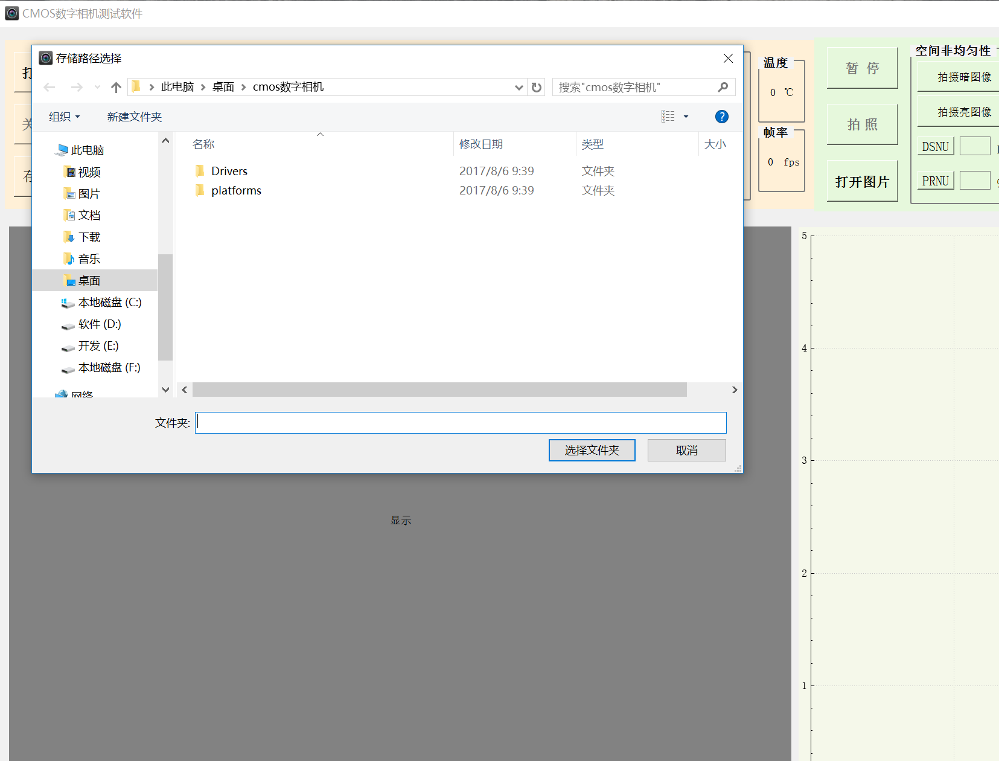 CMOS数字相机测试软件
存储路径选择
此电脑 桌面 cmos数字相机
搜索"cmos数字相机"
组织 新建文件夹
?
名称 修改日期 类型 大小
Drivers 2017/8/6 9:39 文件夹
platforms 2017/8/6 9:39 文件夹
此电脑
视频
图片
文档
下载
音乐
桌面
本地磁盘 (C:)
软件 (D:)
开发 (E:)
本地磁盘 (F:)
网络
文件夹:
选择文件夹 取消
打
关
存
温度
0 ℃
帧率
0 fps
暂 停
拍 照
打开图片
空间非均匀性
拍摄暗图像
拍摄亮图像
DSNU
PRNU
显示
5
4
3
2
1